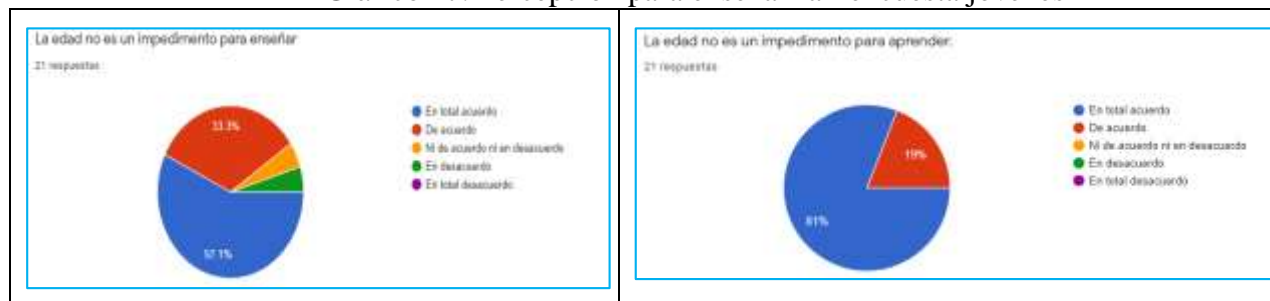 La edad no es un impedimento para enseñar
21 respuestas
33.3%
57.1%
En total acuerdo
De acuerdo
Ni de acuerdo ni en desacuerdo
En desacuerdo
En total desacuerdo
La edad no es un impedimento para aprender.
21 respuestas
19%
81%
En total acuerdo
De acuerdo
Ni de acuerdo ni en desacuerdo
En desacuerdo
En total desacuerdo